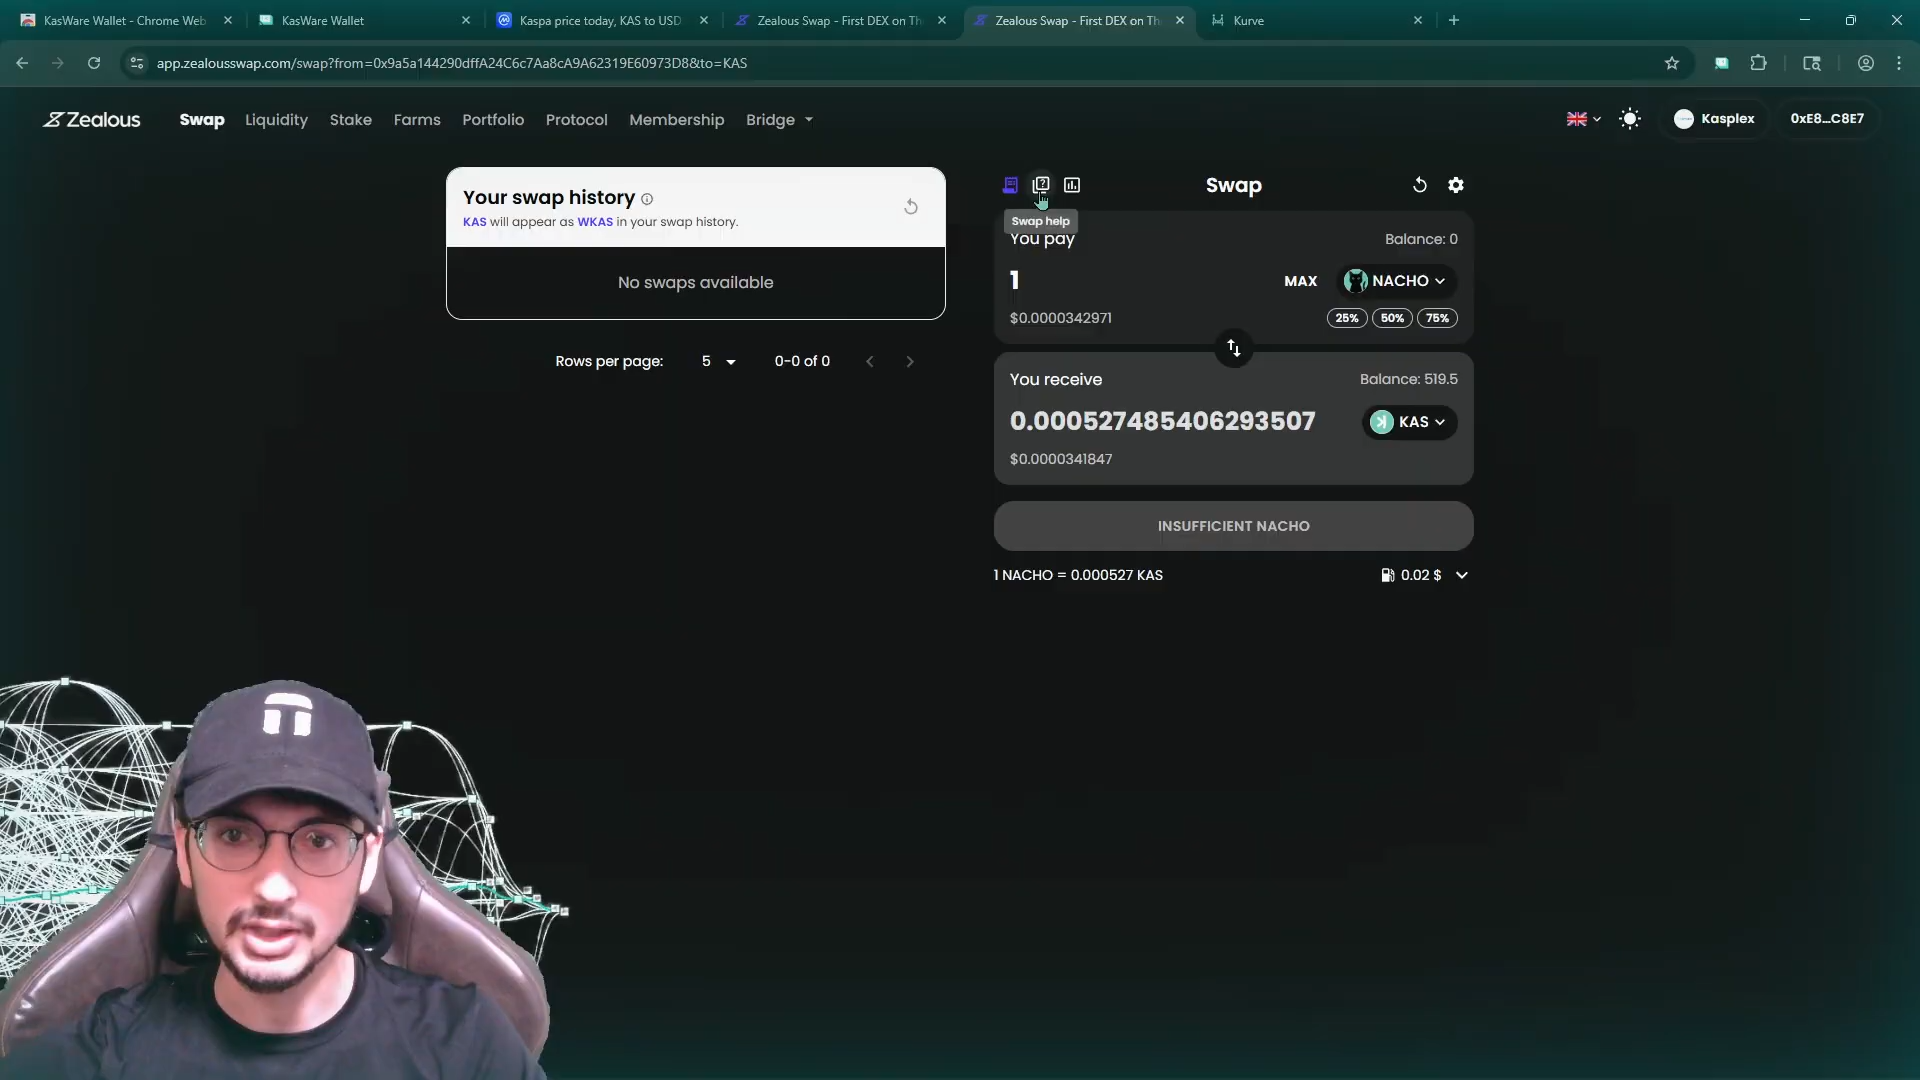 KasWare Wallet - Chrome Web
KasWare Wallet
Kaspa price today, KAS to USD
Zealous Swap - First DEX on Th
Zealous Swap - First DEX on Th
Kurve
app.zealousswap.com/swap?from=0x9a5a144290dffA24C6c7Aa8cA9A62319E60973D8&to=KAS
Zealous
Swap
Liquidity
Stake
Farms
Portfolio
Protocol
Membership
Bridge
Kasplex
0xE8...C8E7
Your swap history
KAS will appear as WKAS in your swap history.
No swaps available
Rows per page:
5
0-0 of 0
Swap
Swap help
You pay
Balance: 0
1
MAX
NACHO
$0.0000342971
25%
50%
75%
You receive
Balance: 519.5
0.000527485406293507
KAS
$0.0000341847
INSUFFICIENT NACHO
1 NACHO = 0.000527 KAS
0.02 $